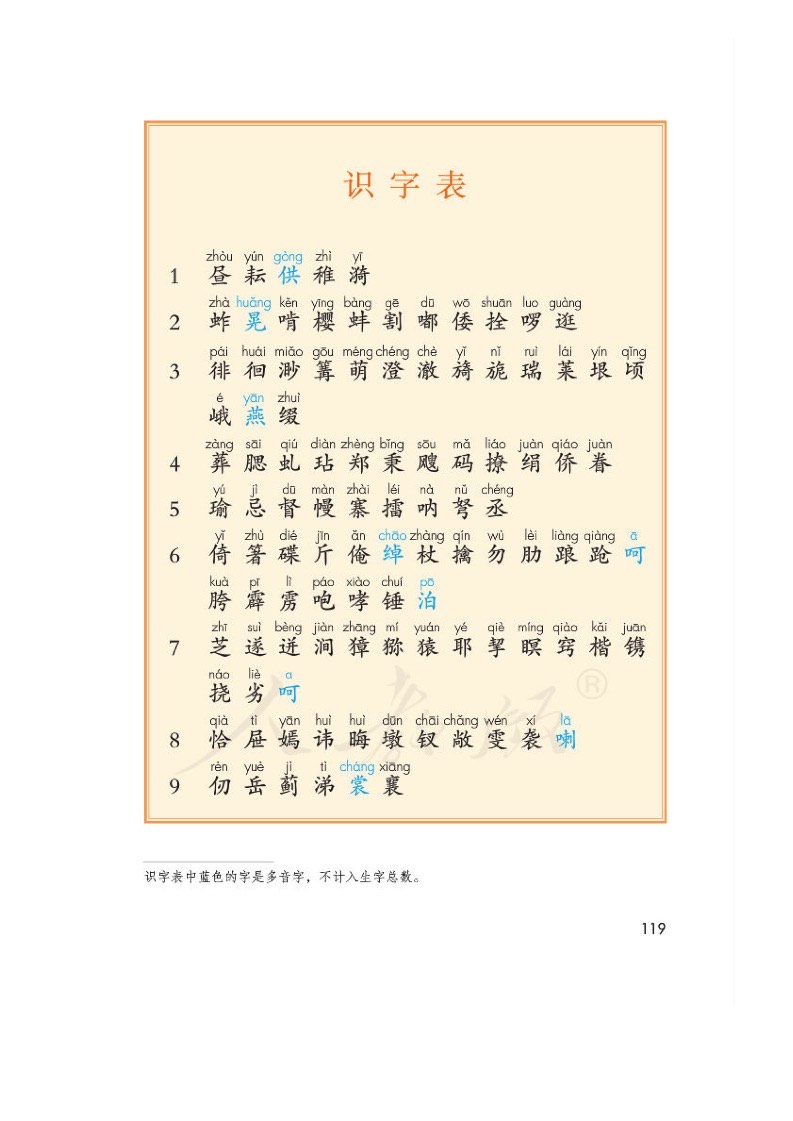 识字表
zhòu yún gòng zhì yī
1 昼 耘 供 稚 漪
zhà huǎng kěn yīng bàng gē dū wō shuān luo guàng
2 蚱 晃 啃 樱 蚌 割 嘟 倭 拴 啰 逛
pái huái miǎo gōu méng chéng chè yǐ nǐ ruì lái yín qǐng
3 徘 徊 渺 篝 萌 澄 澈 旖 旎 瑞 莱 垠 顷
é yān zhuì
峨 燕 缀
zàng sāi qiú diàn zhèng bǐng sōu mǎ liáo juàn qiáo juàn
4 葬 腮 虬 玷 郑 秉 飕 码 撩 绢 侨 眷
yú jì dū màn zhài léi nà nǔ chéng
5 瑜 忌 督 幔 寨 擂 呐 弩 丞
yǐ zhù dié jīn ǎn chāo zhàng qín wù lèi liàng qiàng ā
6 倚 箸 碟 斤 俺 绰 杖 擒 勿 肋 踉 跄 呵
kuà pī lì páo xiào chuí pō
胯 霹 雳 咆 哮 锤 泊
zhī suì bèng jiàn zhāng mí yuán yé qiè míng qiào kǎi juān
7 芝 遂 迸 涧 獐 猕 猿 耶 挈 暝 窍 楷 镌
náo liè a
挠 劣 呵
qià tì yān huì huì dūn chāi chǎng wén xí lā
8 恰 屉 嫣 讳 晦 墩 钗 敞 雯 袭 喇
rèn yuè jì tì cháng xiāng
9 仞 岳 蓟 涕 裳 襄
人教版®
识字表中蓝色的字是多音字，不计入生字总数。
119